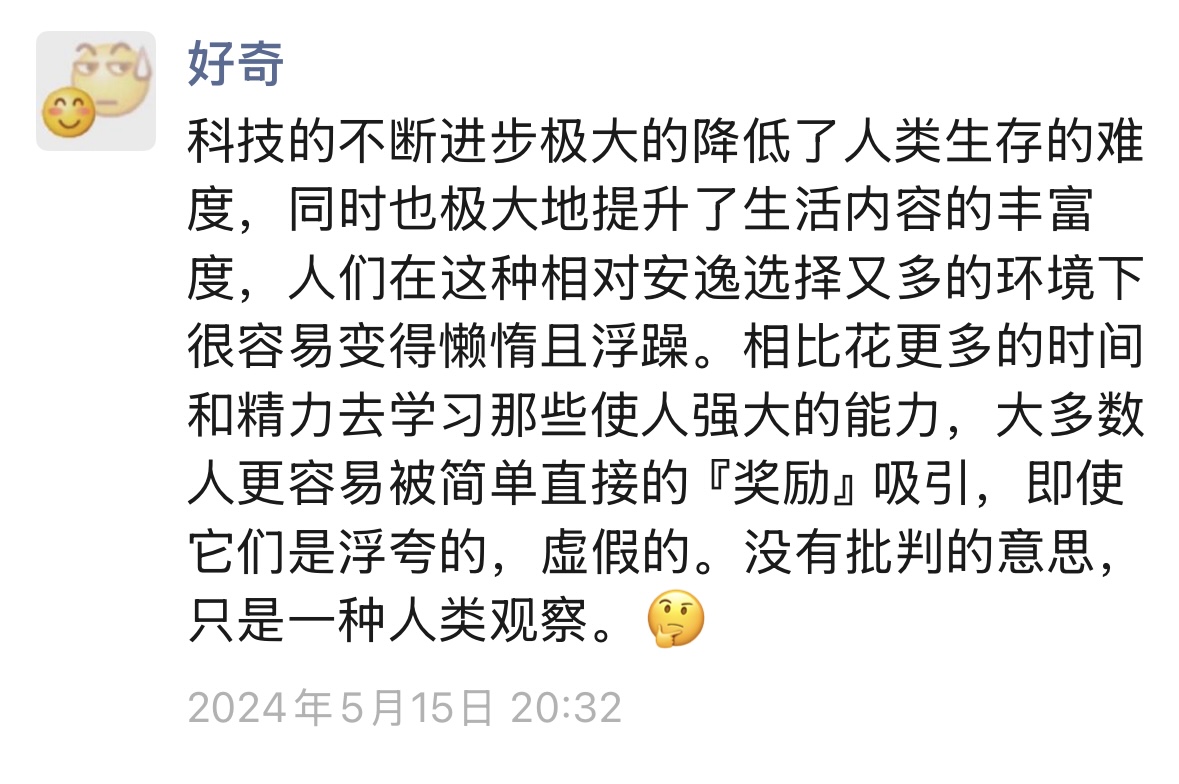 好奇
科技的不断进步极大的降低了人类生存的难
度，同时也极大地提升了生活内容的丰富
度，人们在这种相对安逸选择又多的环境下
很容易变得懒惰且浮躁。相比花更多的时间
和精力去学习那些使人强大的能力，大多数
人更容易被简单直接的『奖励』吸引，即使
它们是浮夸的，虚假的。没有批判的意思，
只是一种人类观察。🤔
2024年5月15日 20:32